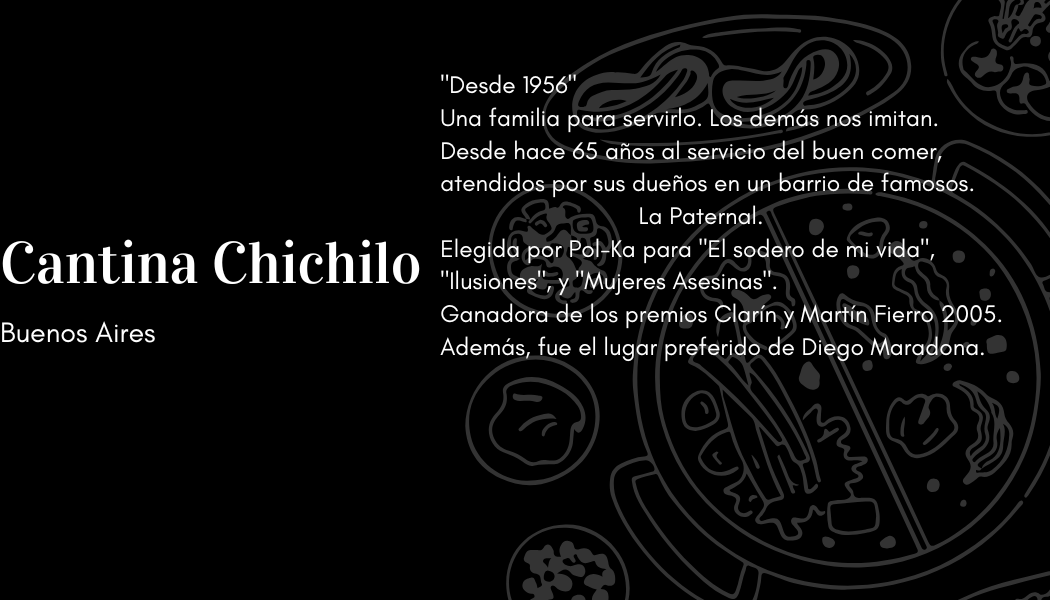 Cantina Chichilo
Buenos Aires
"Desde 1956"
Una familia para servirlo. Los demás nos imitan.
Desde hace 65 años al servicio del buen comer,
atendidos por sus dueños en un barrio de famosos.
La Paternal.
Elegida por Pol-Ka para "El sodero de mi vida",
"Ilusiones", y "Mujeres Asesinas".
Ganadora de los premios Clarín y Martín Fierro 2005.
Además, fue el lugar preferido de Diego Maradona.